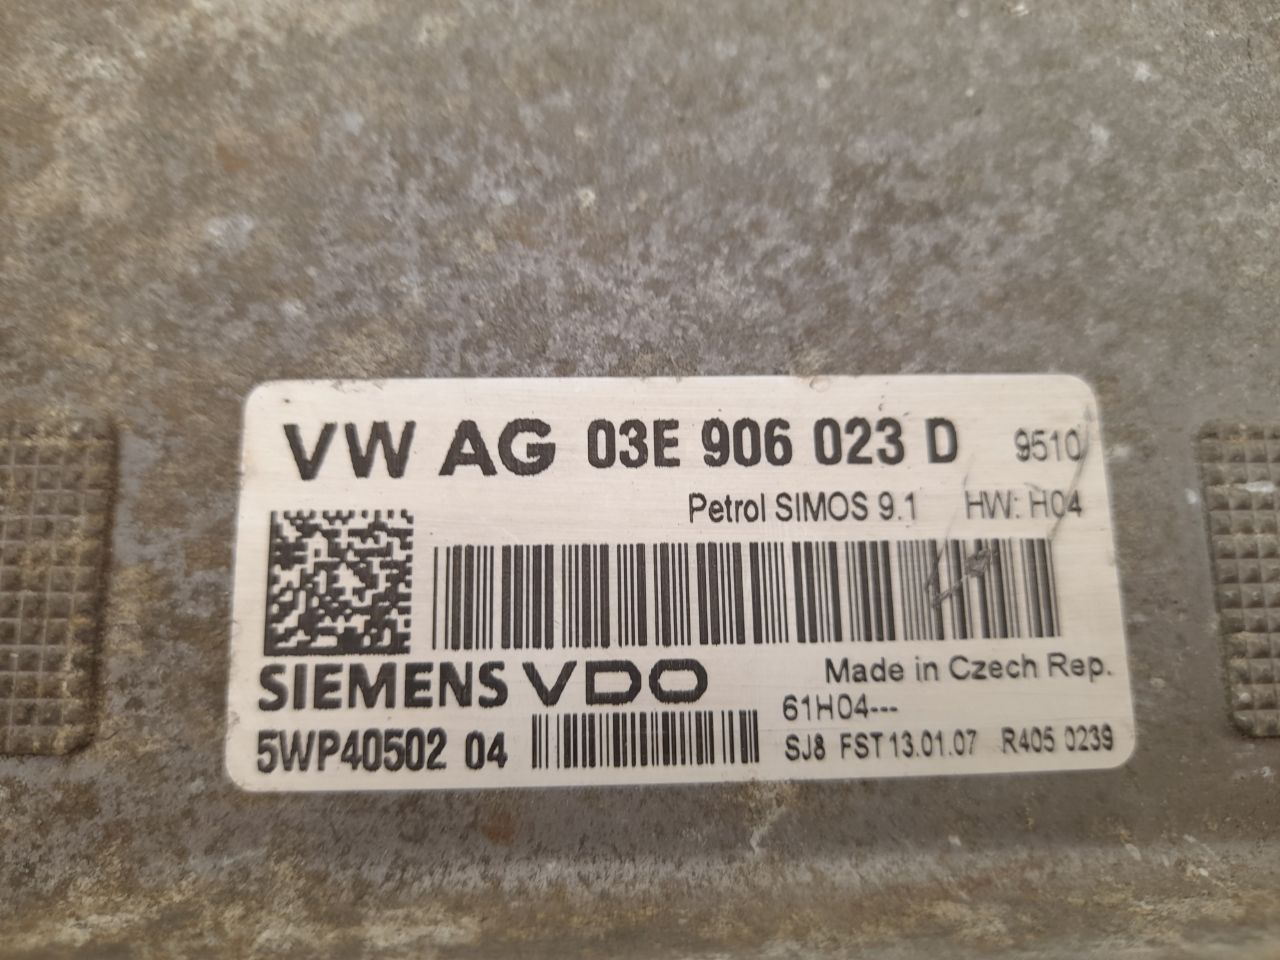 VW AG 03E 906 023 D 9510
Petrol SIMOS 9.1 HW: H04
SIEMENS VDO Made in Czech Rep.
61H04---
5WP40502 04 SJ8 FST 13.01.07 R405 0239